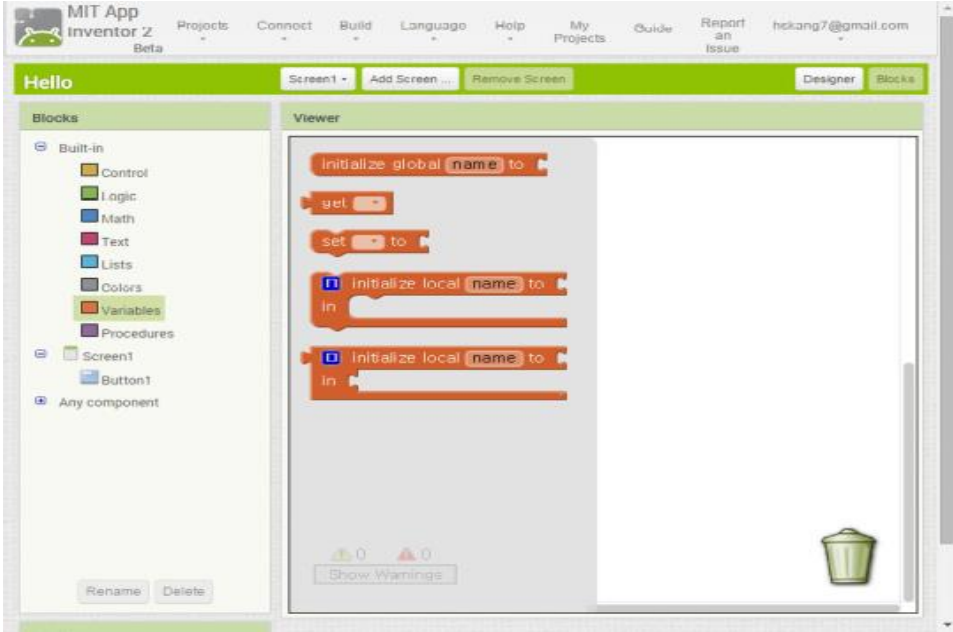 MIT App
Inventor 2
Beta
Projects
Connect
Build
Language
Help
My
Projects
Guide
Report
an
Issue
hskang7@gmail.com
Hello
Screen1
Add Screen ...
Remove Screen
Designer
Blocks
Blocks
Viewer
Built-in
Control
Logic
Math
Text
Lists
Colors
Variables
Procedures
Screen1
Button1
Any component
Rename
Delete
initialize global name to
get
set to
initialize local name to
in
initialize local name to
in
0
0
Show Warnings